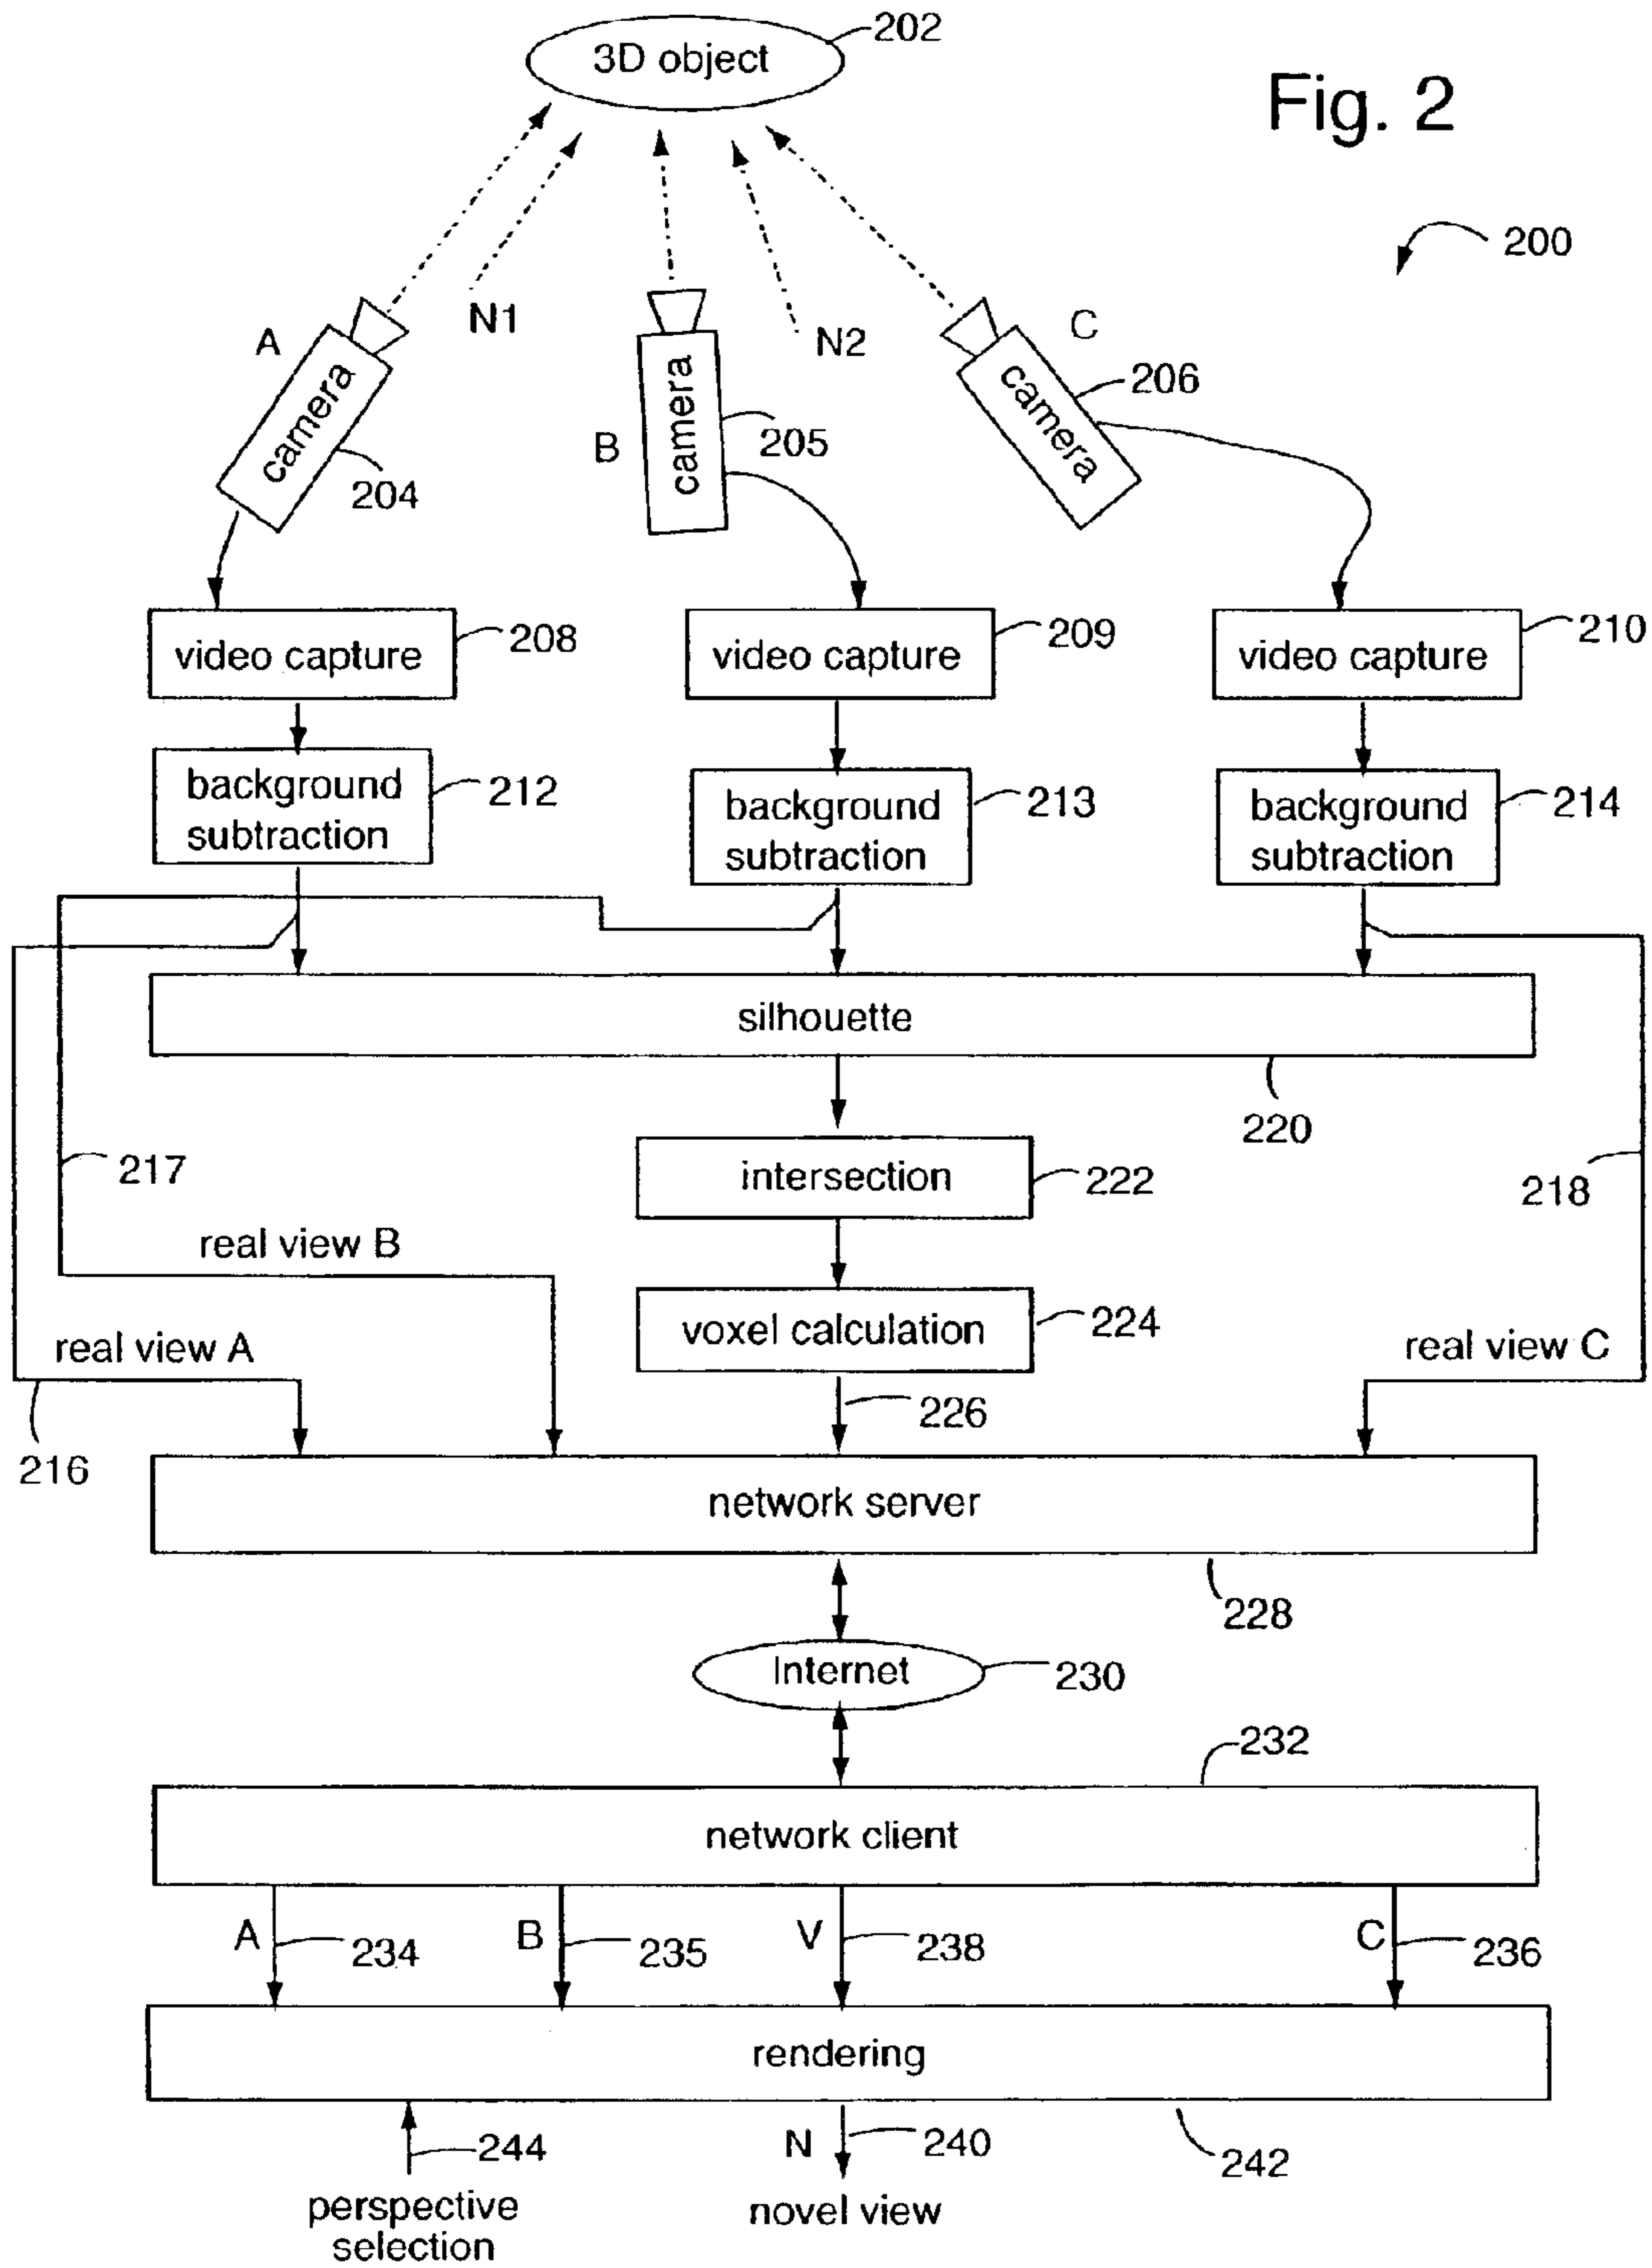 202
3D object
Fig. 2
200
N1
A
N2
C
camera
204
B
camera
205
camera
206
video capture
208
video capture
209
video capture
210
background
subtraction
212
background
subtraction
213
background
subtraction
214
silhouette
220
217
intersection
222
218
real view B
voxel calculation
224
real view A
real view C
226
216
network server
228
Internet
230
232
network client
A
234
B
235
V
238
C
236
rendering
244
N
240
242
perspective
selection
novel view